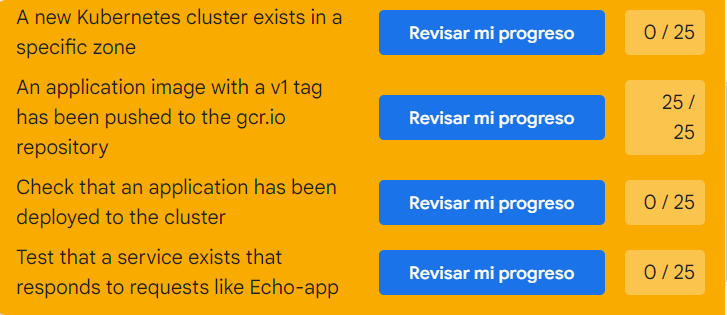 A new Kubernetes cluster exists in a
specific zone
Revisar mi progreso
0 / 25
An application image with a v1 tag
has been pushed to the gcr.io
repository
Revisar mi progreso
25 /
25
Check that an application has been
deployed to the cluster
Revisar mi progreso
0 / 25
Test that a service exists that
responds to requests like Echo-app
Revisar mi progreso
0 / 25